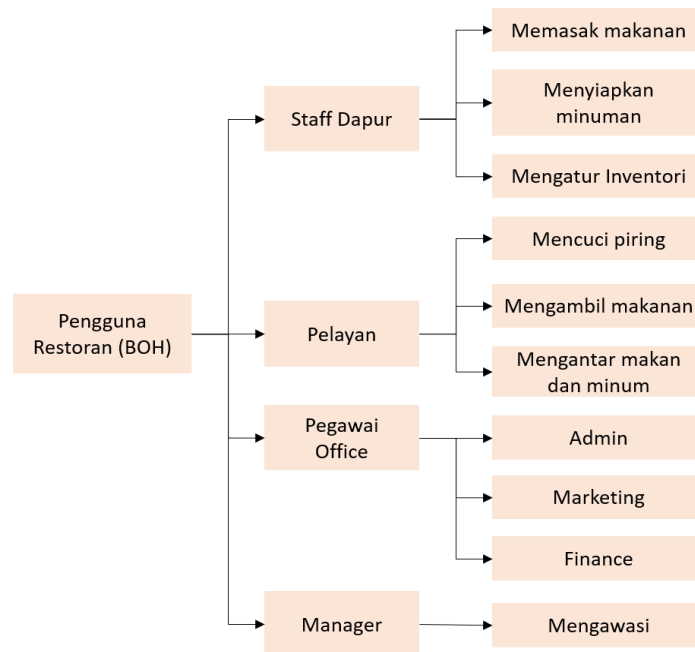 Pengguna
Restoran (BOH)
Staff Dapur
Memasak makanan
Menyiapkan
minuman
Mengatur Inventori
Pelayan
Mencuci piring
Mengambil makanan
Mengantar makan
dan minum
Pegawai
Office
Admin
Marketing
Finance
Manager
Mengawasi